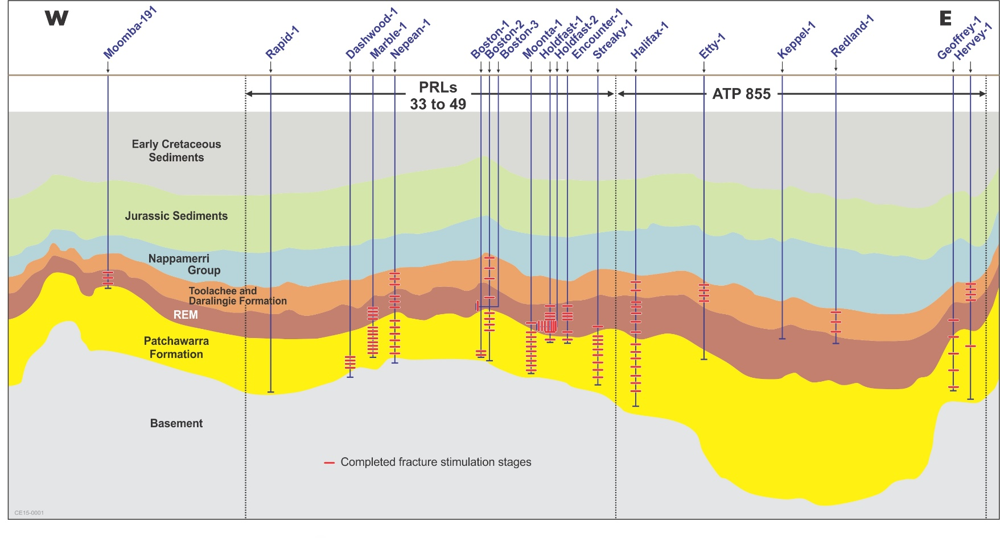 W
E
Moomba-191
Rapid-1
Dashwood-1
Marble-1
Nepean-1
Boston-1
Boston-2
Boston-3
Moonta-1
Holdfast-1
Holdfast-2
Encounter-1
Streaky-1
Halifax-1
Etty-1
Keppel-1
Redland-1
Geoffrey-1
Hervey-1
PRLs
33 to 49
ATP 855
Early Cretaceous
Sediments
Jurassic Sediments
Nappamerri
Group
Toolachee and
Daralingie Formation
REM
Patchawarra
Formation
Basement
Completed fracture stimulation stages
CE15-0001